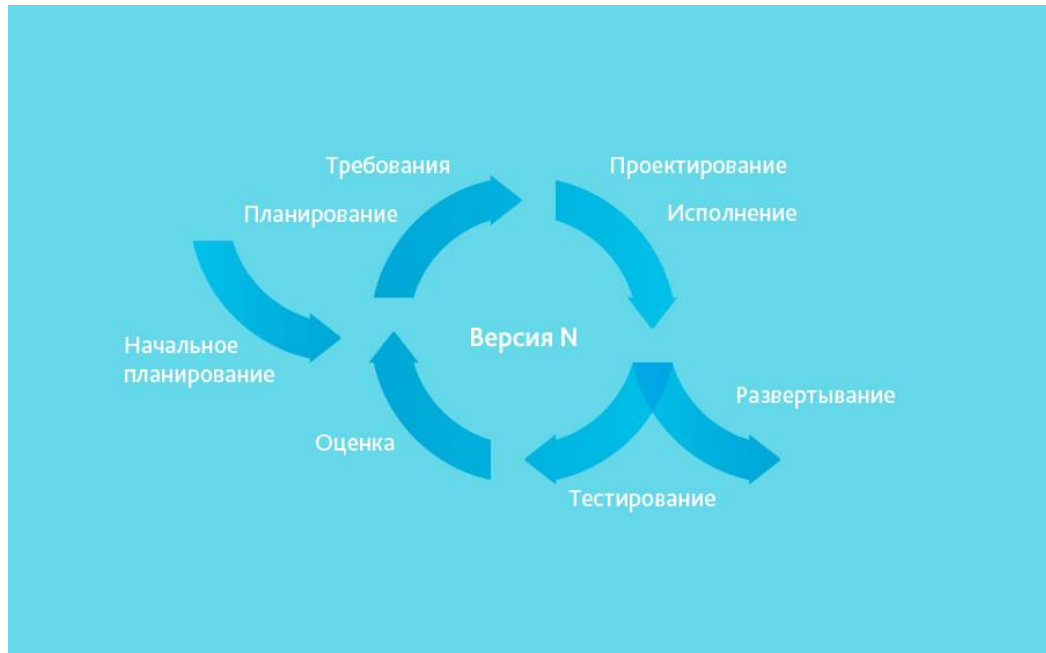 Требования
Проектирование
Планирование
Исполнение
Версия N
Начальное
планирование
Развертывание
Оценка
Тестирование